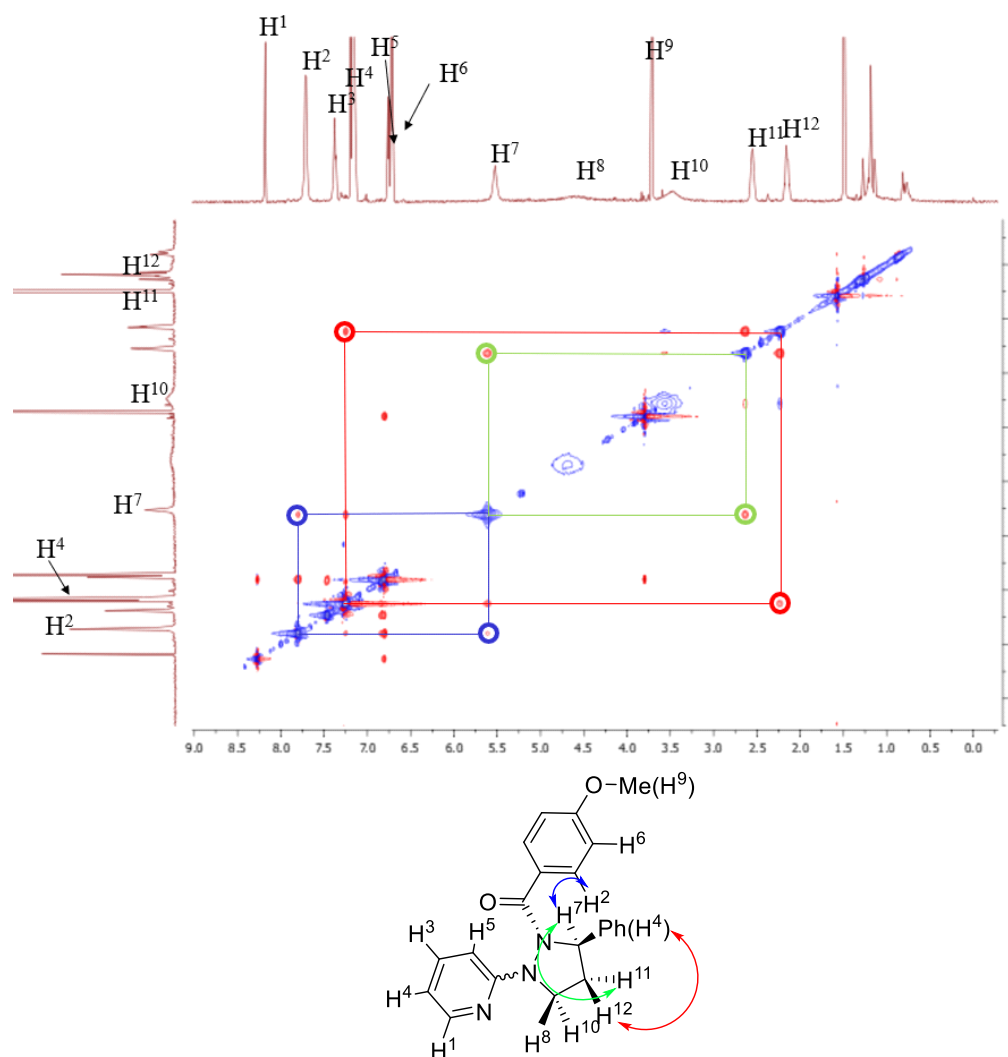 H¹
H²
H³
H⁴
H⁵
H⁶
H⁷
H⁸
H⁹
H¹⁰
H¹¹
H¹²
H¹²
H¹¹
H¹⁰
H⁷
H⁴
H²
9.0 8.5 8.0 7.5 7.0 6.5 6.0 5.5 5.0 4.5 4.0 3.5 3.0 2.5 2.0 1.5 1.0 0.5 0.0
O–Me(H⁹)
H⁶
H²
O
H⁷
Ph(H⁴)
H³
H⁵
N
N
H¹¹
H⁴
N
H¹²
H¹⁰
H⁸
H¹